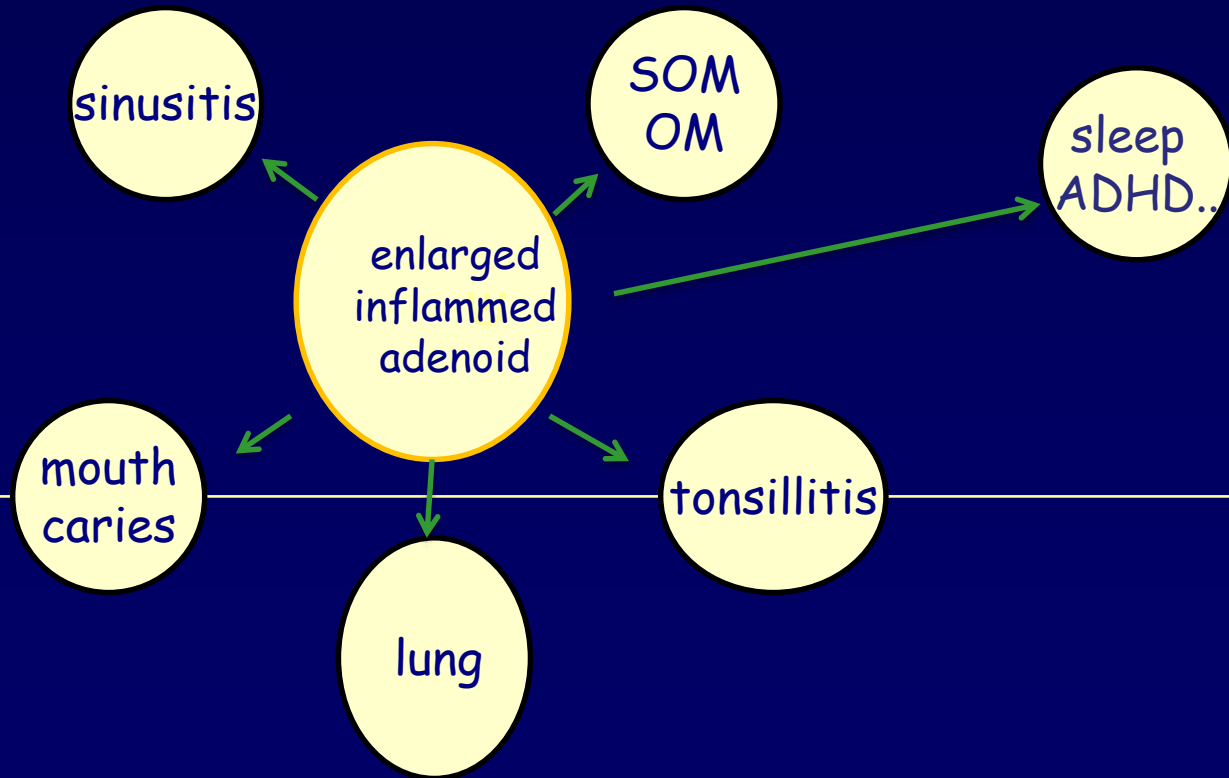 sinusitis
SOM
OM
sleep
ADHD..
enlarged
inflammed
adenoid
mouth
caries
tonsillitis
lung